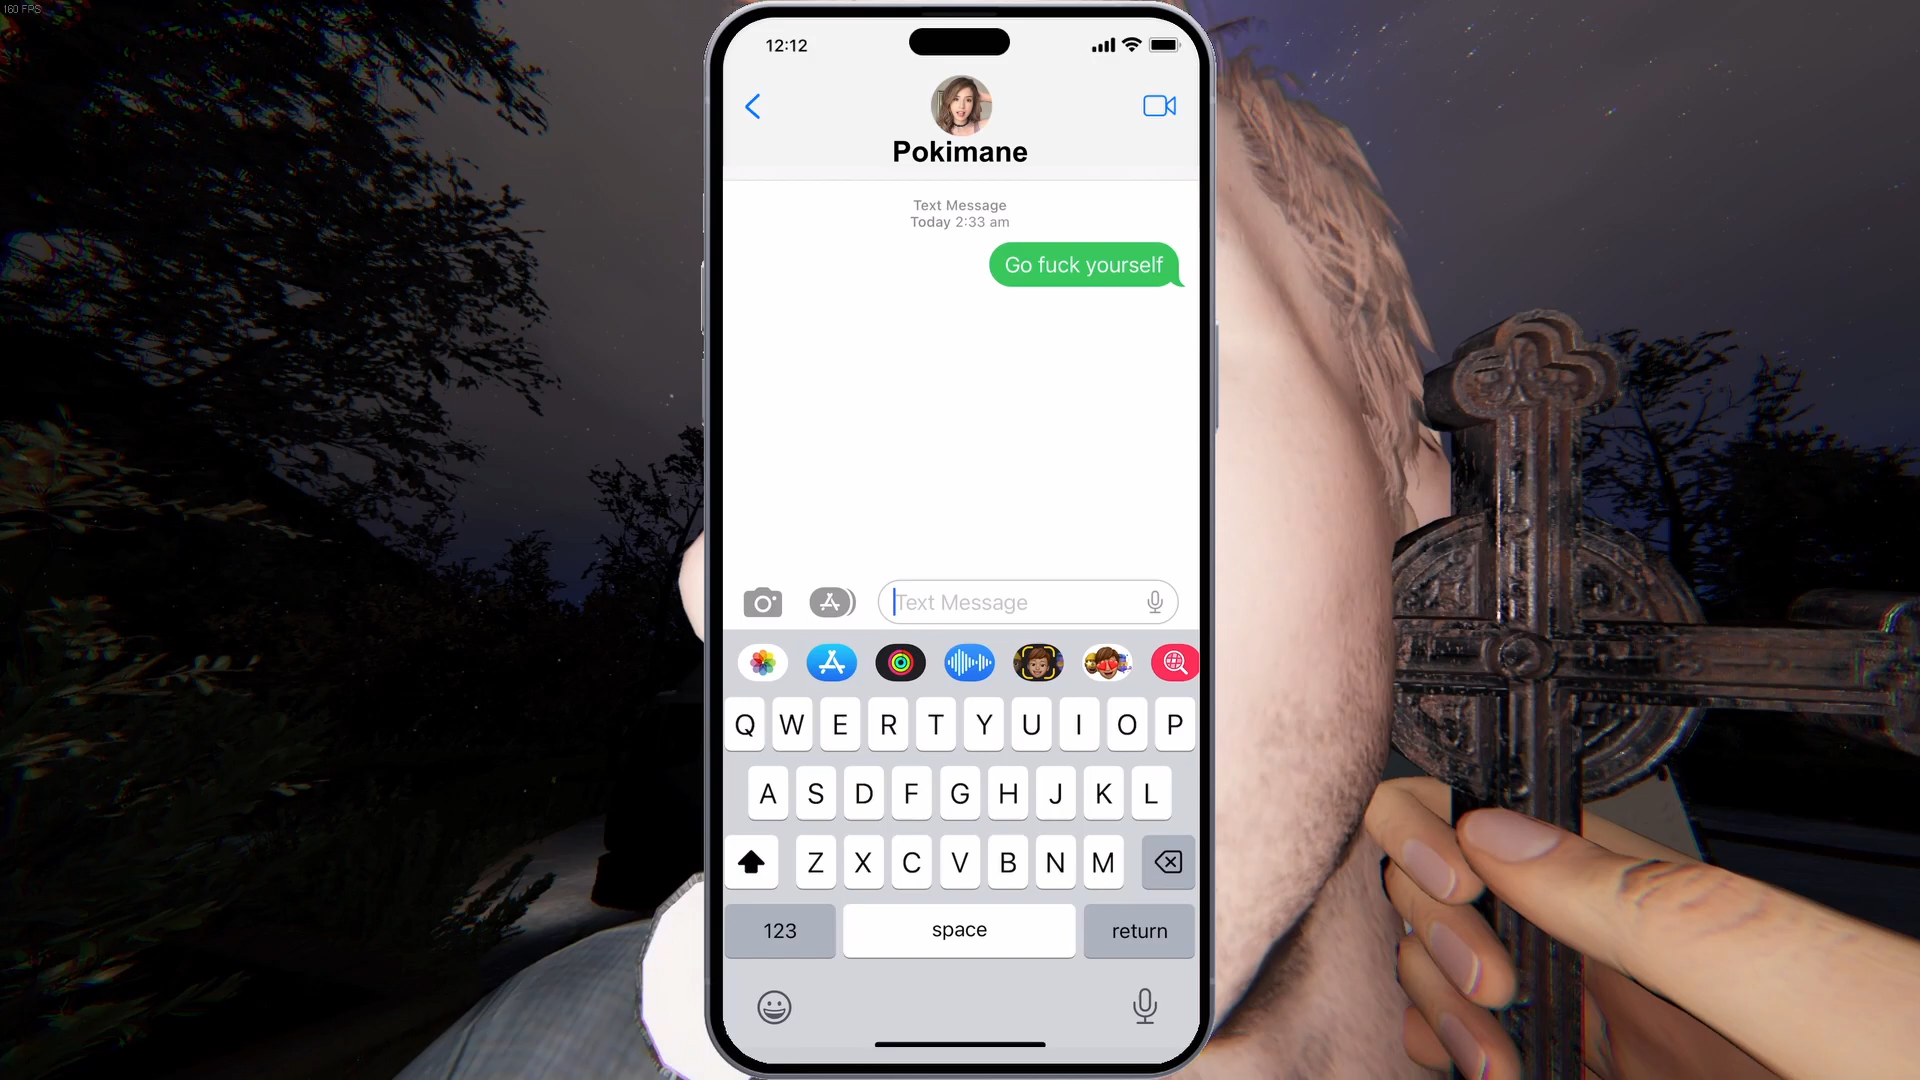 160 FPS
12:12
Pokimane
Text Message
Today 2:33 am
Go fuck yourself
Text Message
Q W E R T Y U I O P
A S D F G H J K L
Z X C V B N M
123 space return